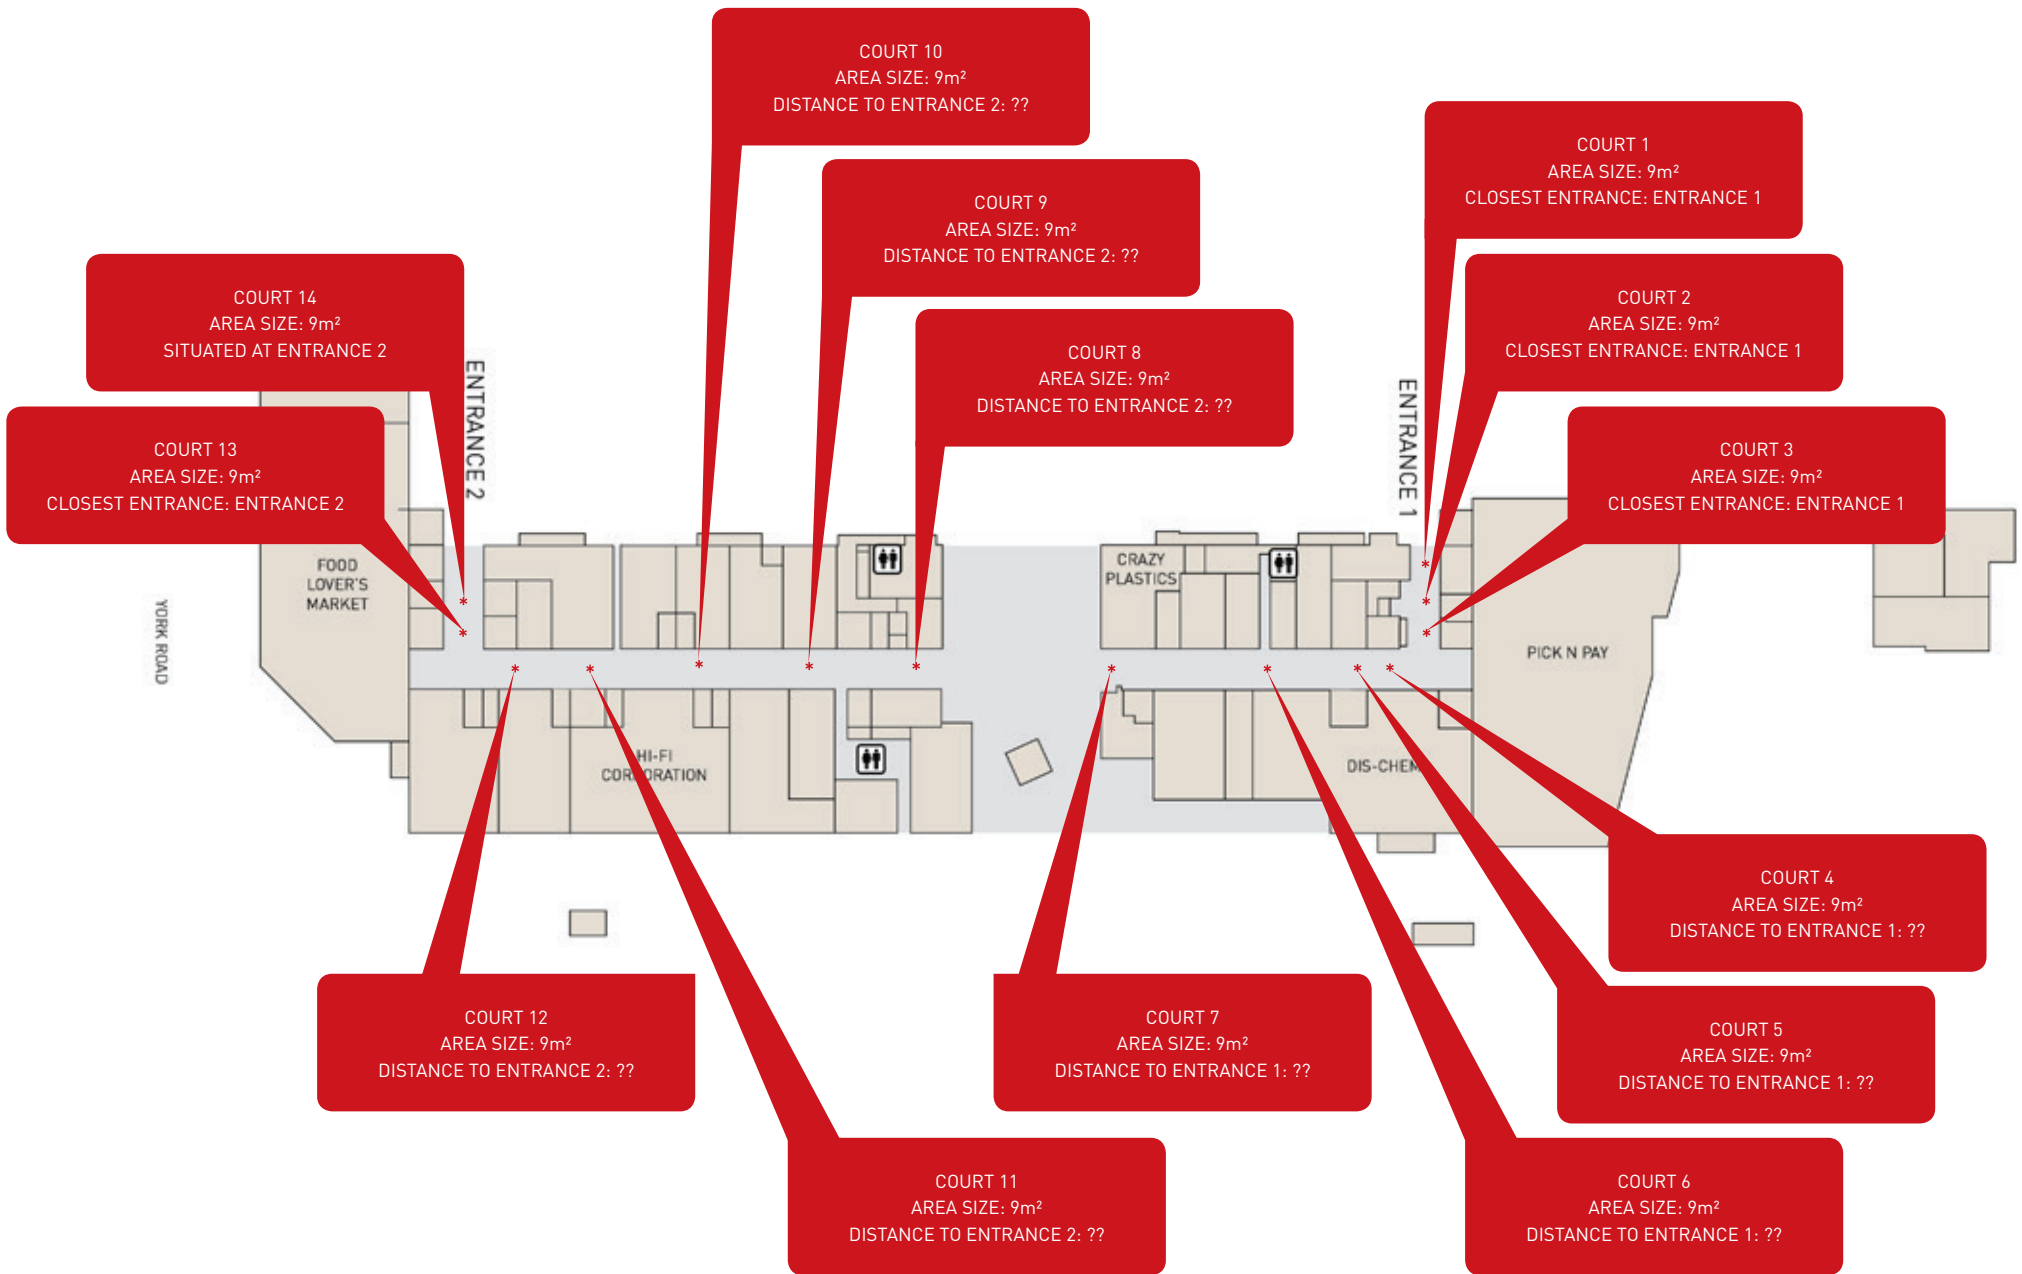 COURT 10
AREA SIZE: 9m²
DISTANCE TO ENTRANCE 2: ??
COURT 1
AREA SIZE: 9m²
CLOSEST ENTRANCE: ENTRANCE 1
COURT 9
AREA SIZE: 9m²
DISTANCE TO ENTRANCE 2: ??
COURT 14
AREA SIZE: 9m²
SITUATED AT ENTRANCE 2
COURT 2
AREA SIZE: 9m²
CLOSEST ENTRANCE: ENTRANCE 1
COURT 8
AREA SIZE: 9m²
DISTANCE TO ENTRANCE 2: ??
ENTRANCE 2
ENTRANCE 1
COURT 13
AREA SIZE: 9m²
CLOSEST ENTRANCE: ENTRANCE 2
COURT 3
AREA SIZE: 9m²
CLOSEST ENTRANCE: ENTRANCE 1
FOOD
LOVER'S
MARKET
CRAZY
PLASTICS
YORK ROAD
PICK N PAY
HI-FI
CORPORATION
DIS-CHEM
COURT 4
AREA SIZE: 9m²
DISTANCE TO ENTRANCE 1: ??
COURT 12
AREA SIZE: 9m²
DISTANCE TO ENTRANCE 2: ??
COURT 7
AREA SIZE: 9m²
DISTANCE TO ENTRANCE 1: ??
COURT 5
AREA SIZE: 9m²
DISTANCE TO ENTRANCE 1: ??
COURT 11
AREA SIZE: 9m²
DISTANCE TO ENTRANCE 2: ??
COURT 6
AREA SIZE: 9m²
DISTANCE TO ENTRANCE 1: ??